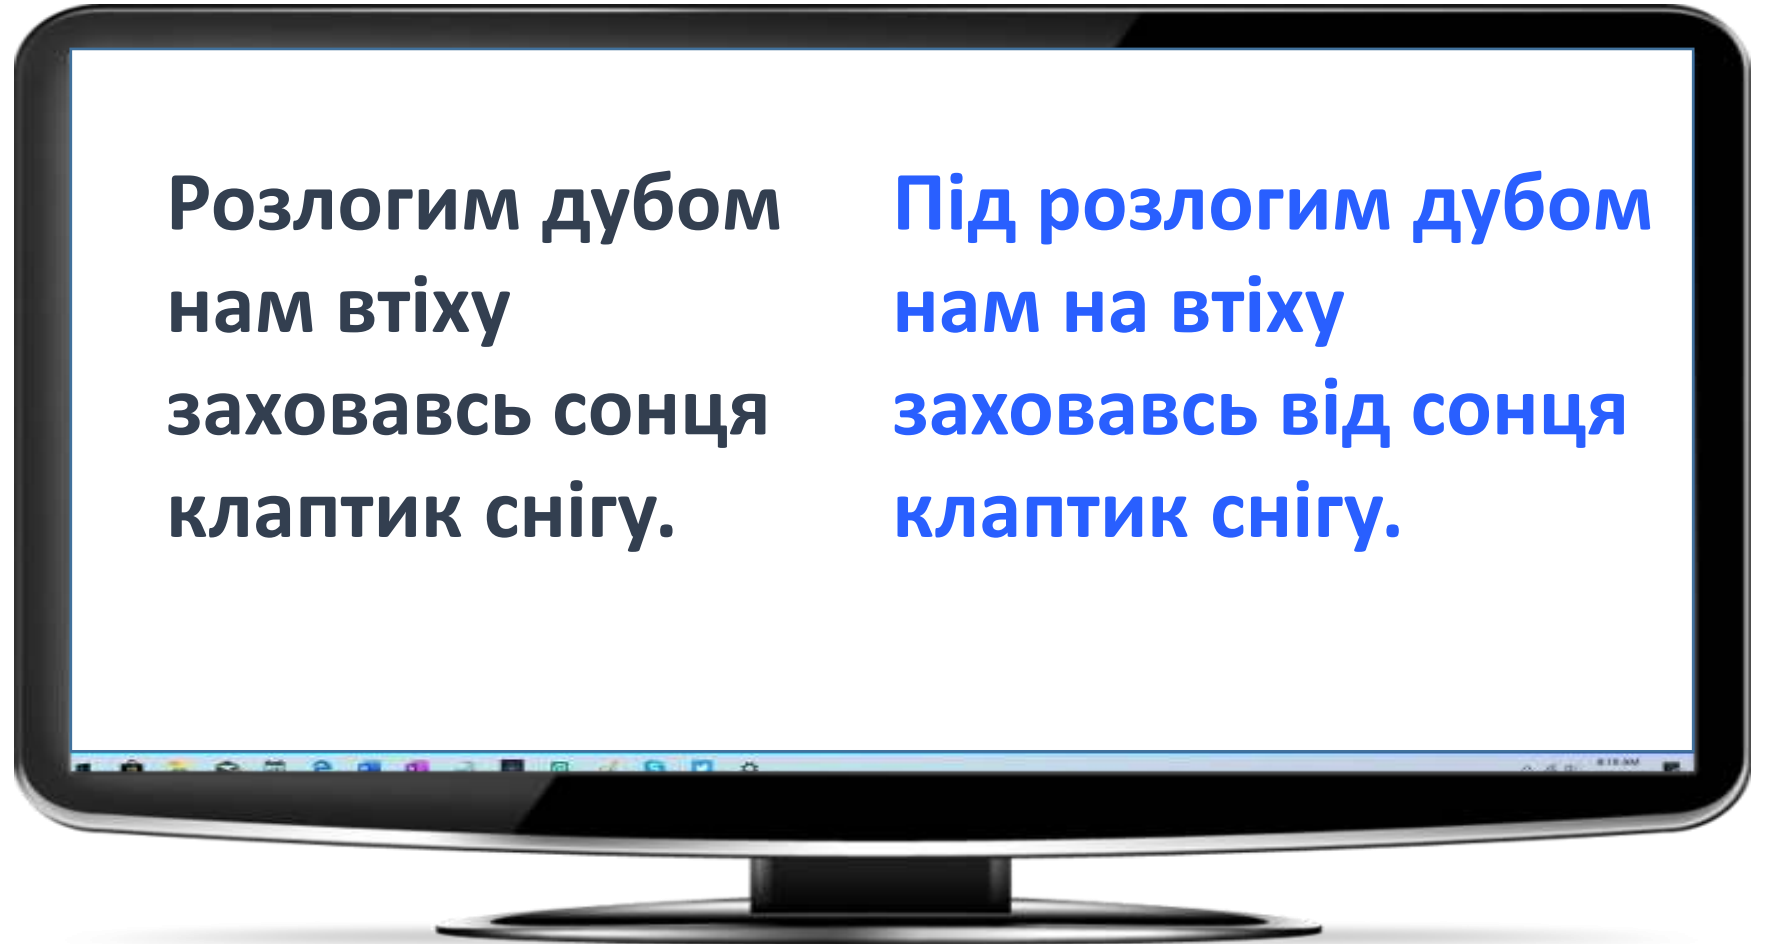 Розлогим дубом
нам втіху
заховавсь сонця
клаптик снігу.
Під розлогим дубом
нам на втіху
заховавсь від сонця
клаптик снігу.